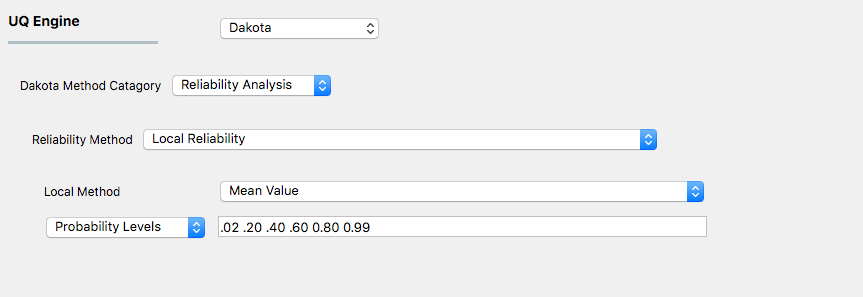 UQ Engine
Dakota
Dakota Method Catagory Reliability Analysis
Reliability Method Local Reliability
Local Method Mean Value
Probability Levels .02 .20 .40 .60 0.80 0.99